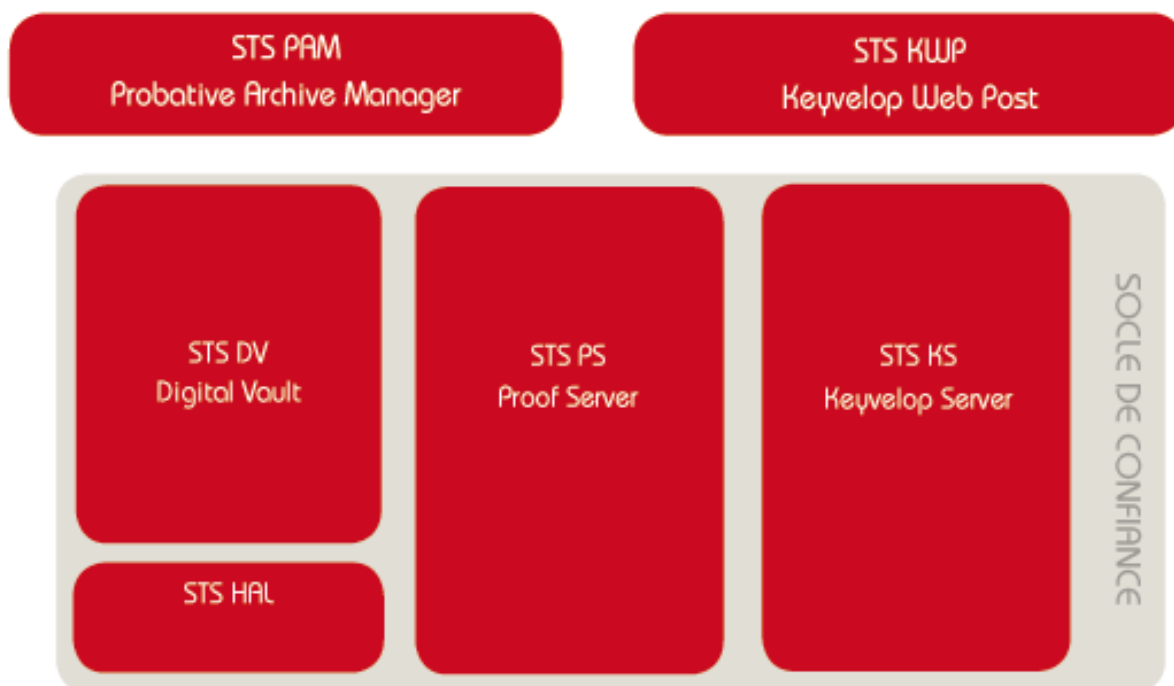 STS PAM
Probative Archive Manager
STS KWP
Keyvelop Web Post
STS DV
Digital Vault
STS PS
Proof Server
STS KS
Keyvelop Server
STS HAL
SOCLE DE CONFIANCE